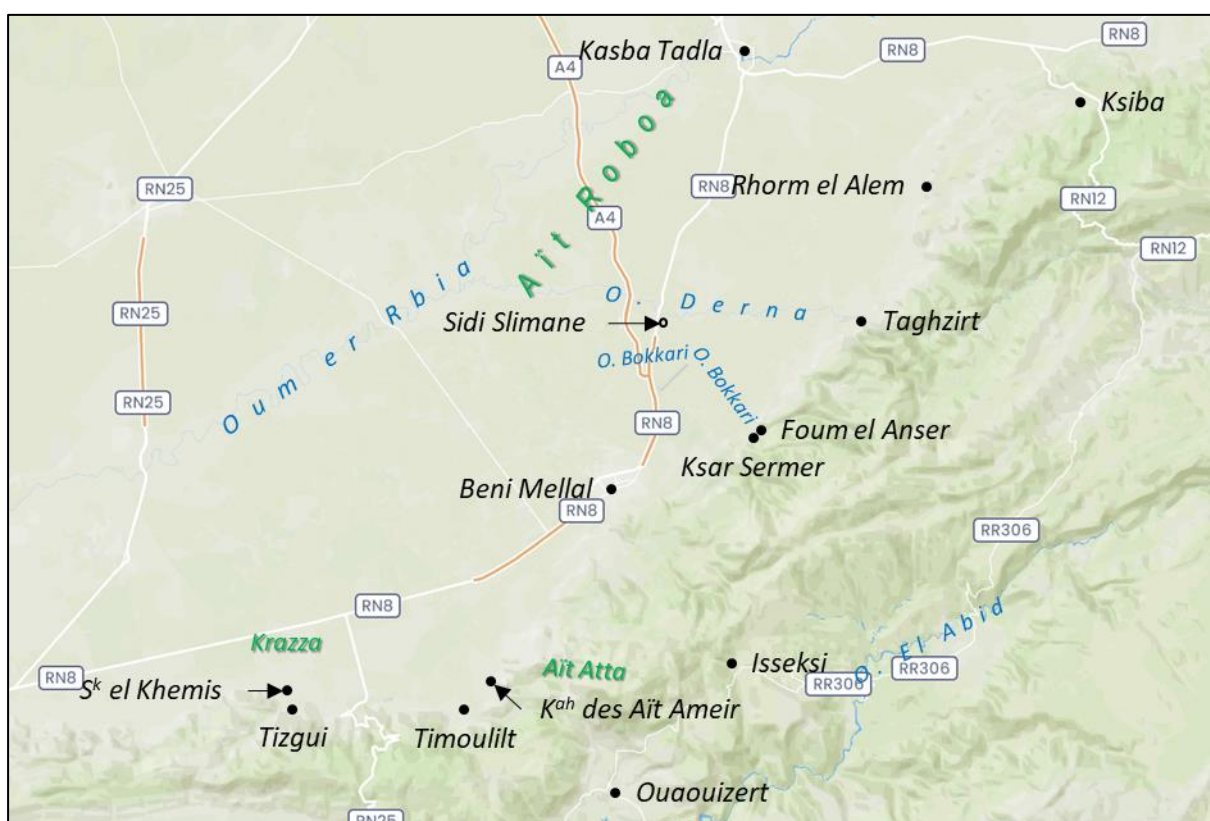 RN8
Kasba Tadla
RN8
A4
Ksiba
RN25
Aït Roboa
RN8
Rhorm el Alem
RN12
A4
RN12
Oum er Rbia
O. Derna
RN25
Sidi Slimane
Taghzirt
O. Bokkari
O. Bokkari
RN25
RN8
Foum el Anser
Ksar Sermer
Beni Mellal
RN8
RR306
RN8
O. El Abid
Krazza
Aït Atta
Isseksi
RN8
RR306
RR306
Sk el Khemis
Kah des Aït Ameir
Tizgui
Timoulilt
Ouaouizert
RN25